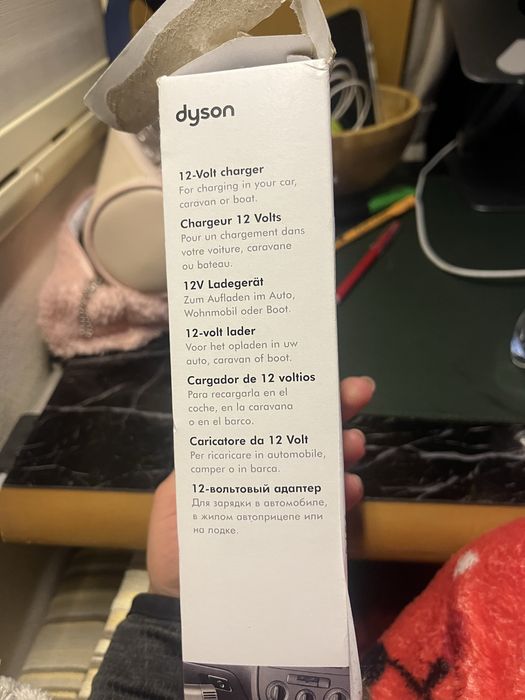 dyson
12-Volt charger
For charging in your car,
caravan or boat.
Chargeur 12 Volts
Pour un chargement dans
votre voiture, caravane
ou bateau.
12V Ladegerät
Zum Aufladen im Auto,
Wohnmobil oder Boot.
12-volt lader
Voor het opladen in uw
auto, caravan of boot.
Cargador de 12 voltios
Para recargarla en el
coche, en la caravana
o en el barco.
Caricatore da 12 Volt
Per ricaricare in automobile,
camper o in barca.
12-вольтовый адаптер
Для зарядки в автомобиле,
в жилом автоприцепе или
на лодке.